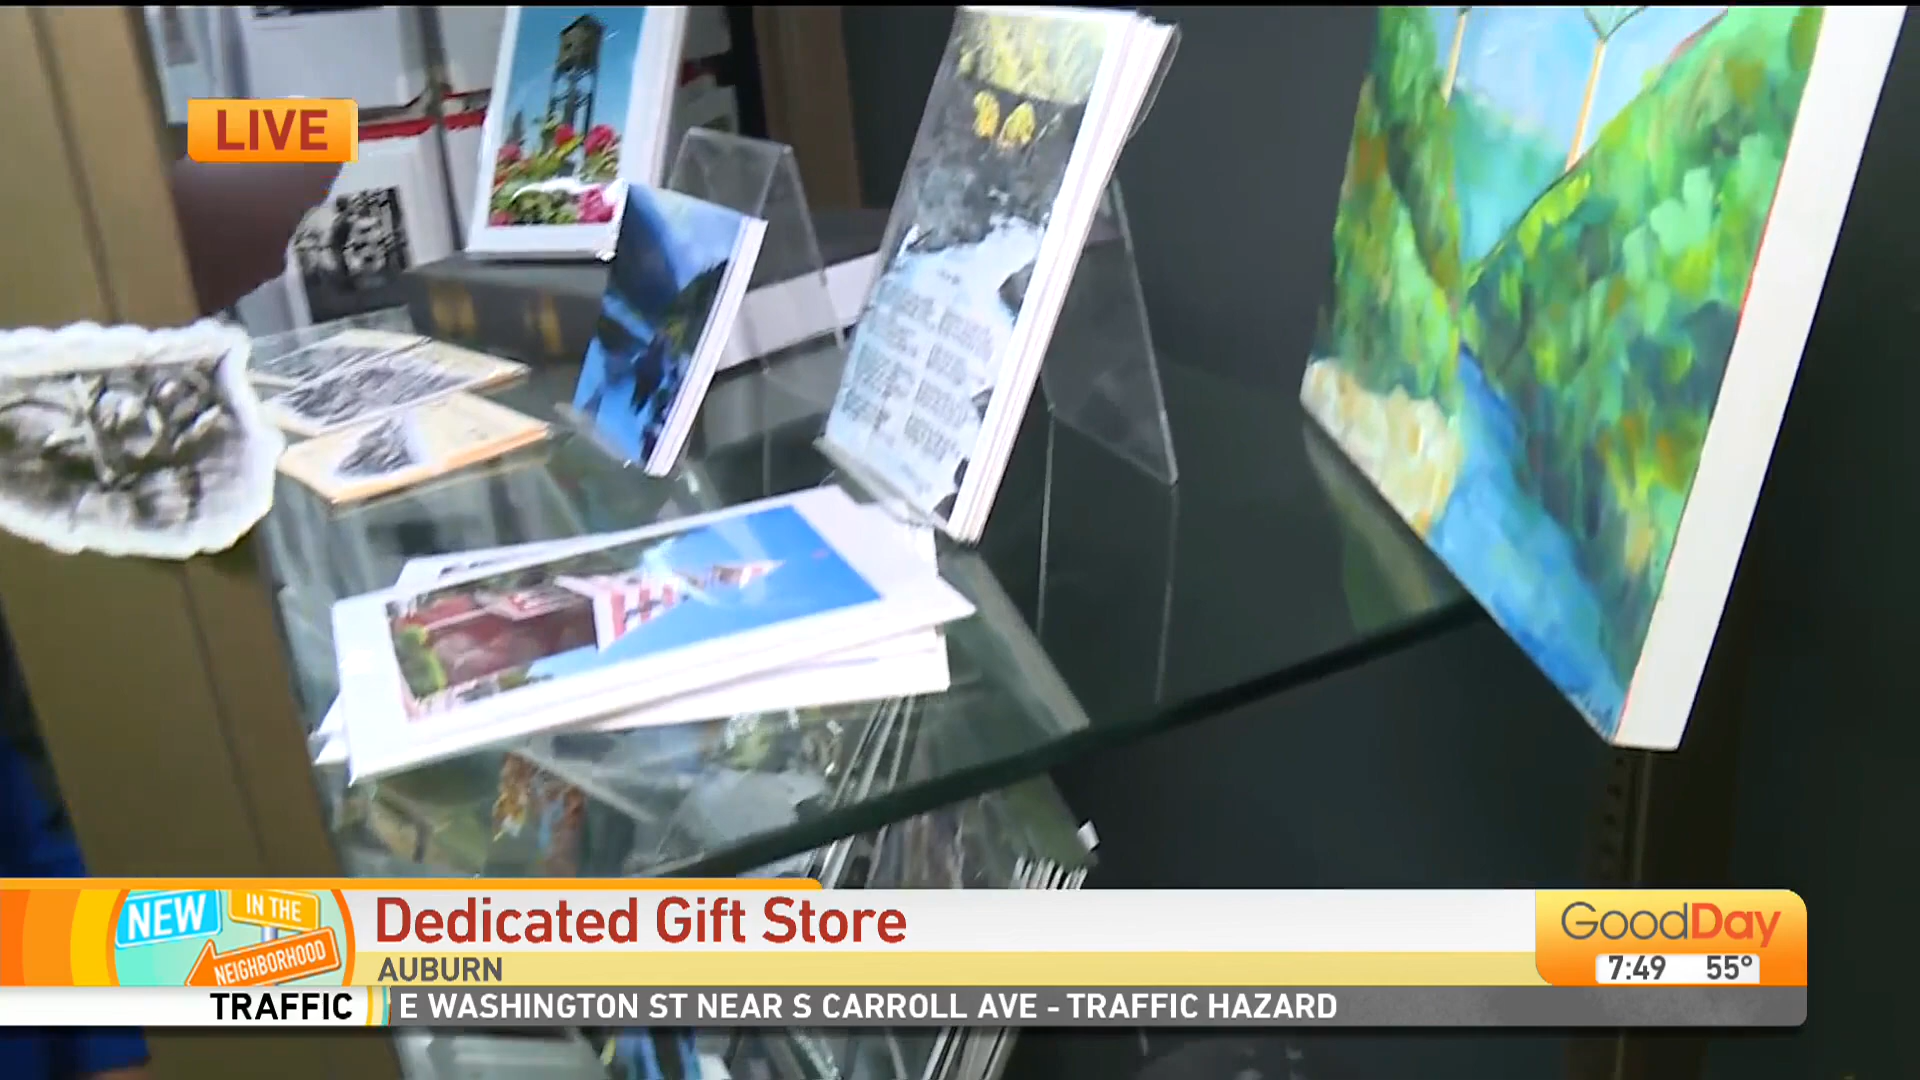 LIVE
NEW
IN THE
NEIGHBORHOOD
Dedicated Gift Store
AUBURN
GoodDay
7:49 55°
TRAFFIC E WASHINGTON ST NEAR S CARROLL AVE - TRAFFIC HAZARD